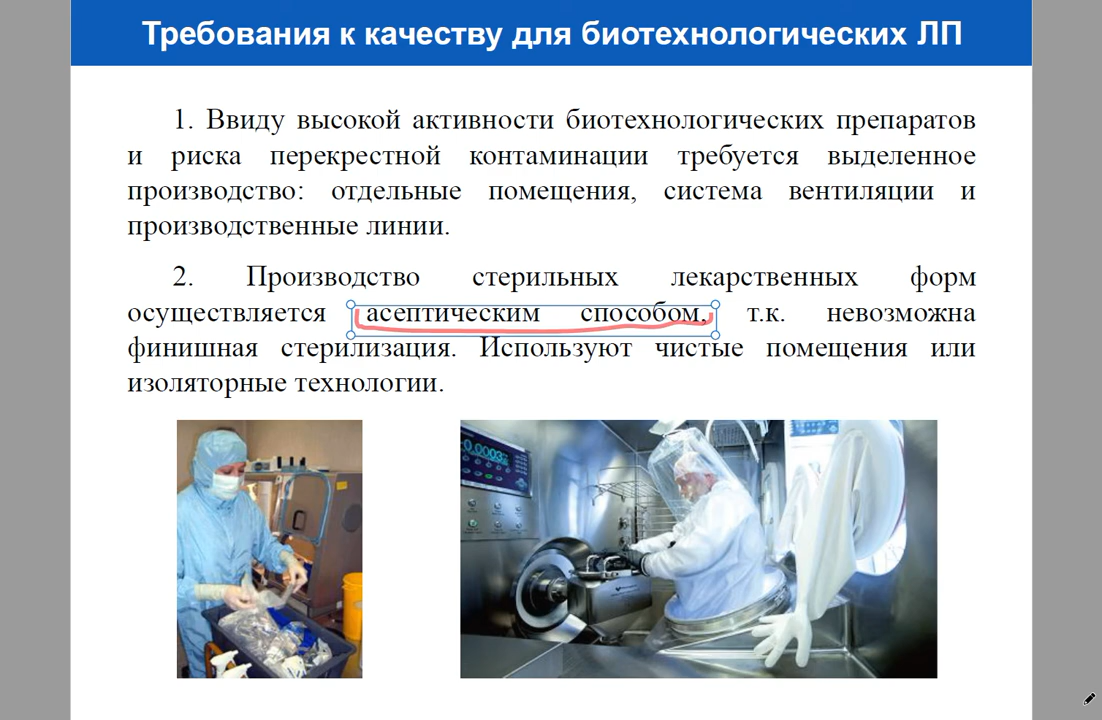 Требования к качеству для биотехнологических ЛП
1. Ввиду высокой активности биотехнологических препаратов
и риска перекрестной контаминации требуется выделенное
производство: отдельные помещения, система вентиляции и
производственные линии.
2. Производство стерильных лекарственных форм
осуществляется асептическим способом, т.к. невозможна
финишная стерилизация. Используют чистые помещения или
изоляторные технологии.
-0.0003